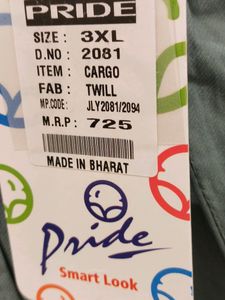 PRIDE
SIZE : 3XL
D.NO : 2081
ITEM : CARGO
FAB : TWILL
MP.CODE: JLY2081/2094
M.R.P : 725
MADE IN BHARAT
Pride
Smart Look